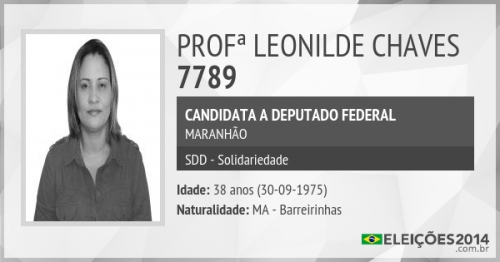 PROFª LEONILDE CHAVES
7789
CANDIDATA A DEPUTADO FEDERAL
MARANHÃO
SDD - Solidariedade
Idade: 38 anos (30-09-1975)
Naturalidade: MA - Barreirinhas
ELEIÇÕES2014
.com.br